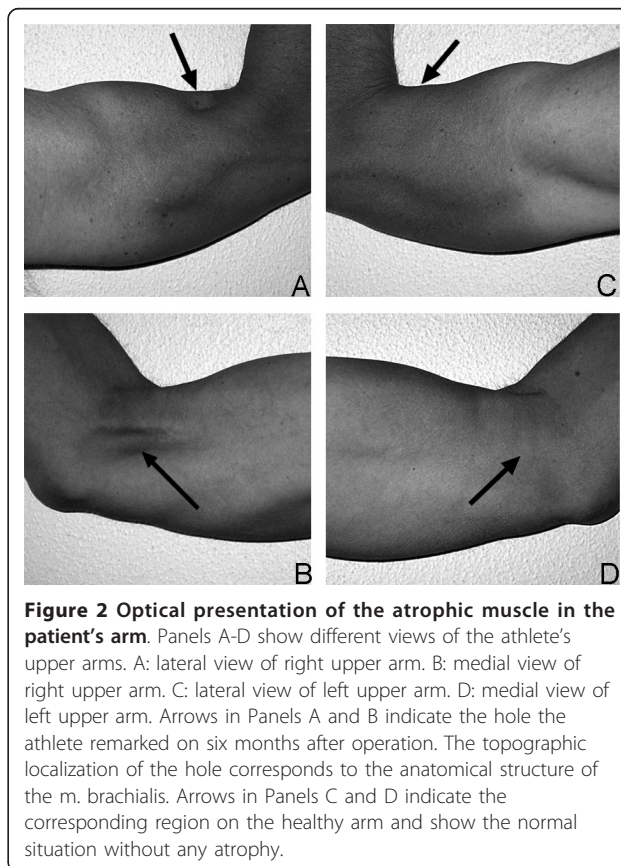 A
C
B
D
Figure 2 Optical presentation of the atrophic muscle in the
patient's arm. Panels A-D show different views of the athlete's
upper arms. A: lateral view of right upper arm. B: medial view of
right upper arm. C: lateral view of left upper arm. D: medial view of
left upper arm. Arrows in Panels A and B indicate the hole the
athlete remarked on six months after operation. The topographic
localization of the hole corresponds to the anatomical structure of
the m. brachialis. Arrows in Panels C and D indicate the
corresponding region on the healthy arm and show the normal
situation without any atrophy.